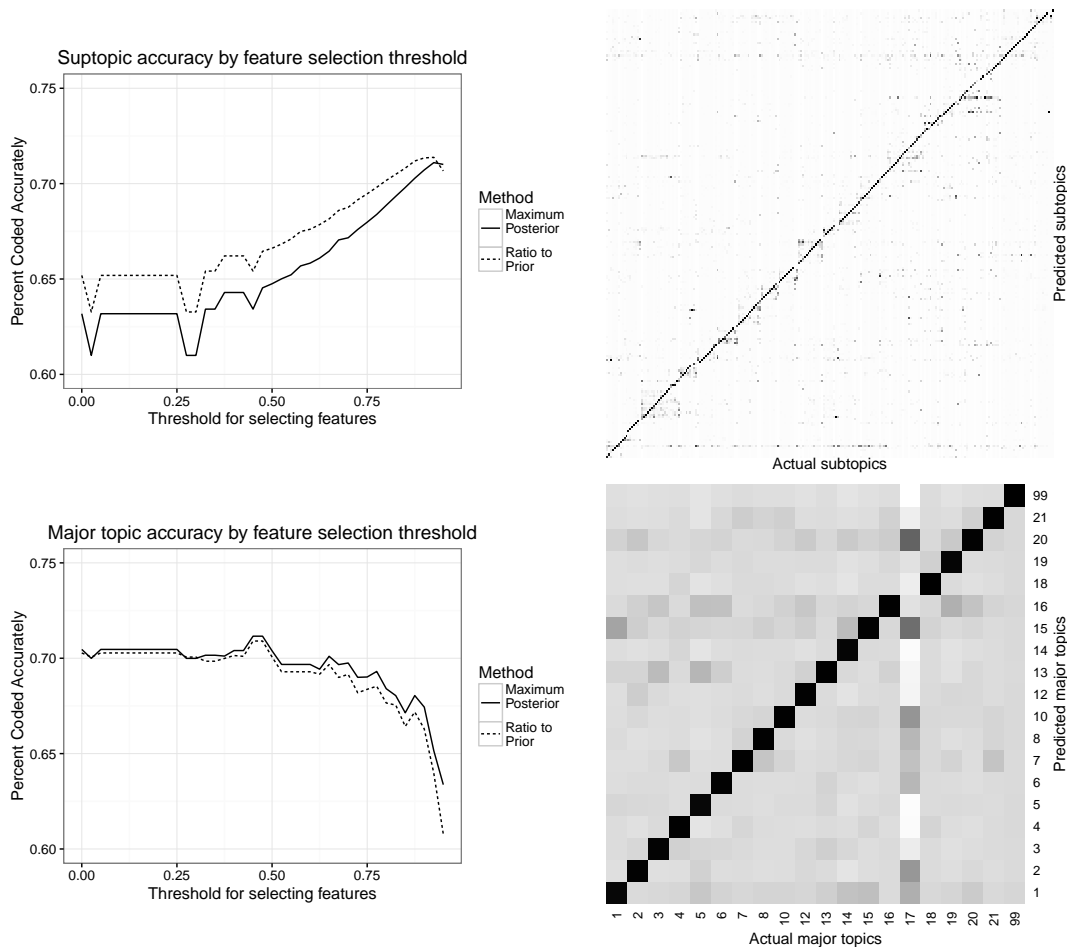 Suptopic accuracy by feature selection threshold
Percent Coded Accurately
0.75
0.70
0.65
0.60
0.00 0.25 0.50 0.75
Threshold for selecting features
Method
Maximum
Posterior
Ratio to
Prior
Predicted subtopics
Actual subtopics
Major topic accuracy by feature selection threshold
Percent Coded Accurately
0.75
0.70
0.65
0.60
0.00 0.25 0.50 0.75
Threshold for selecting features
Method
Maximum
Posterior
Ratio to
Prior
99
21
20
19
18
16
15
14
13
12
10
8
7
6
5
4
3
2
1
Predicted major topics
1 2 3 4 5 6 7 8 10 12 13 14 15 16 17 18 19 20 21 99
Actual major topics